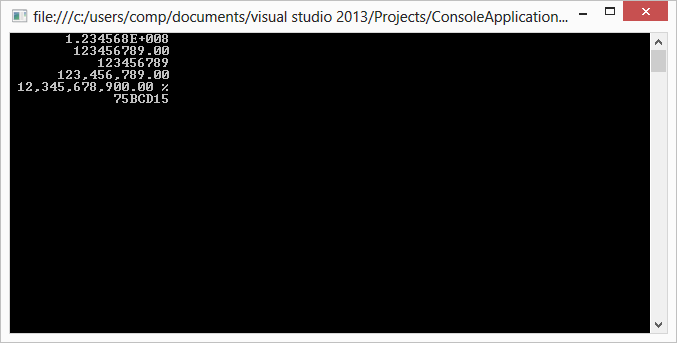 file:///c:/users/comp/documents/visual studio 2013/Projects/ConsoleApplication...
1.234568E+008
123456789.00
123456789
123,456,789.00
12,345,678,900.00 %
75BCD15